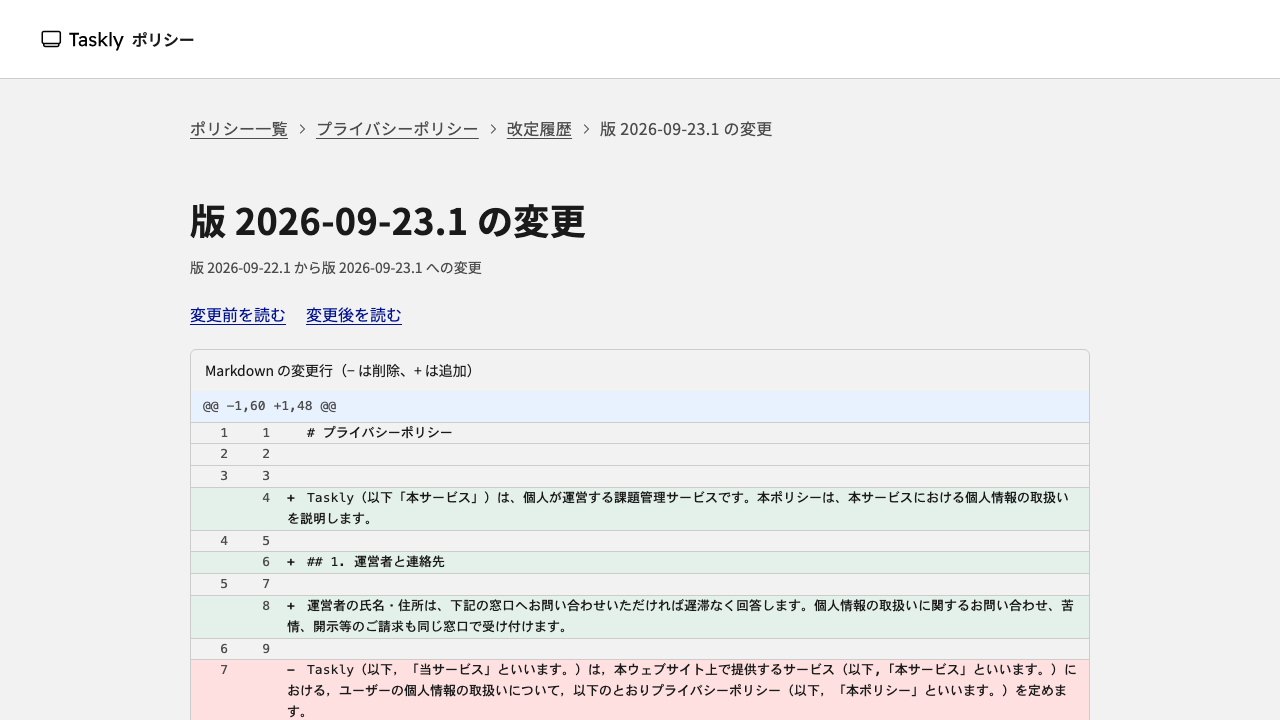 Taskly ポリシー
ポリシー一覧 > プライバシーポリシー > 改定履歴 > 版 2026-09-23.1 の変更
版 2026-09-23.1 の変更
版 2026-09-22.1 から版 2026-09-23.1 への変更
変更前を読む 変更後を読む
Markdown の変更行（− は削除、+ は追加）
@@ −1,60 +1,48 @@
1 1 # プライバシーポリシー
2 2
3 3
4 + Taskly（以下「本サービス」）は、個人が運営する課題管理サービスです。本ポリシーは、本サービスにおける個人情報の取扱い
を説明します。
4 5
6 + ## 1. 運営者と連絡先
5 7
8 + 運営者の氏名・住所は、下記の窓口へお問い合わせいただければ遅滞なく回答します。個人情報の取扱いに関するお問い合わせ、苦
情、開示等のご請求も同じ窓口で受け付けます。
6 9
7 − Taskly（以下，「当サービス」といいます。）は，本ウェブサイト上で提供するサービス（以下,「本サービス」といいます。）に
おける，ユーザーの個人情報の取扱いについて，以下のとおりプライバシーポリシー（以下，「本ポリシー」といいます。）を定めま
す。